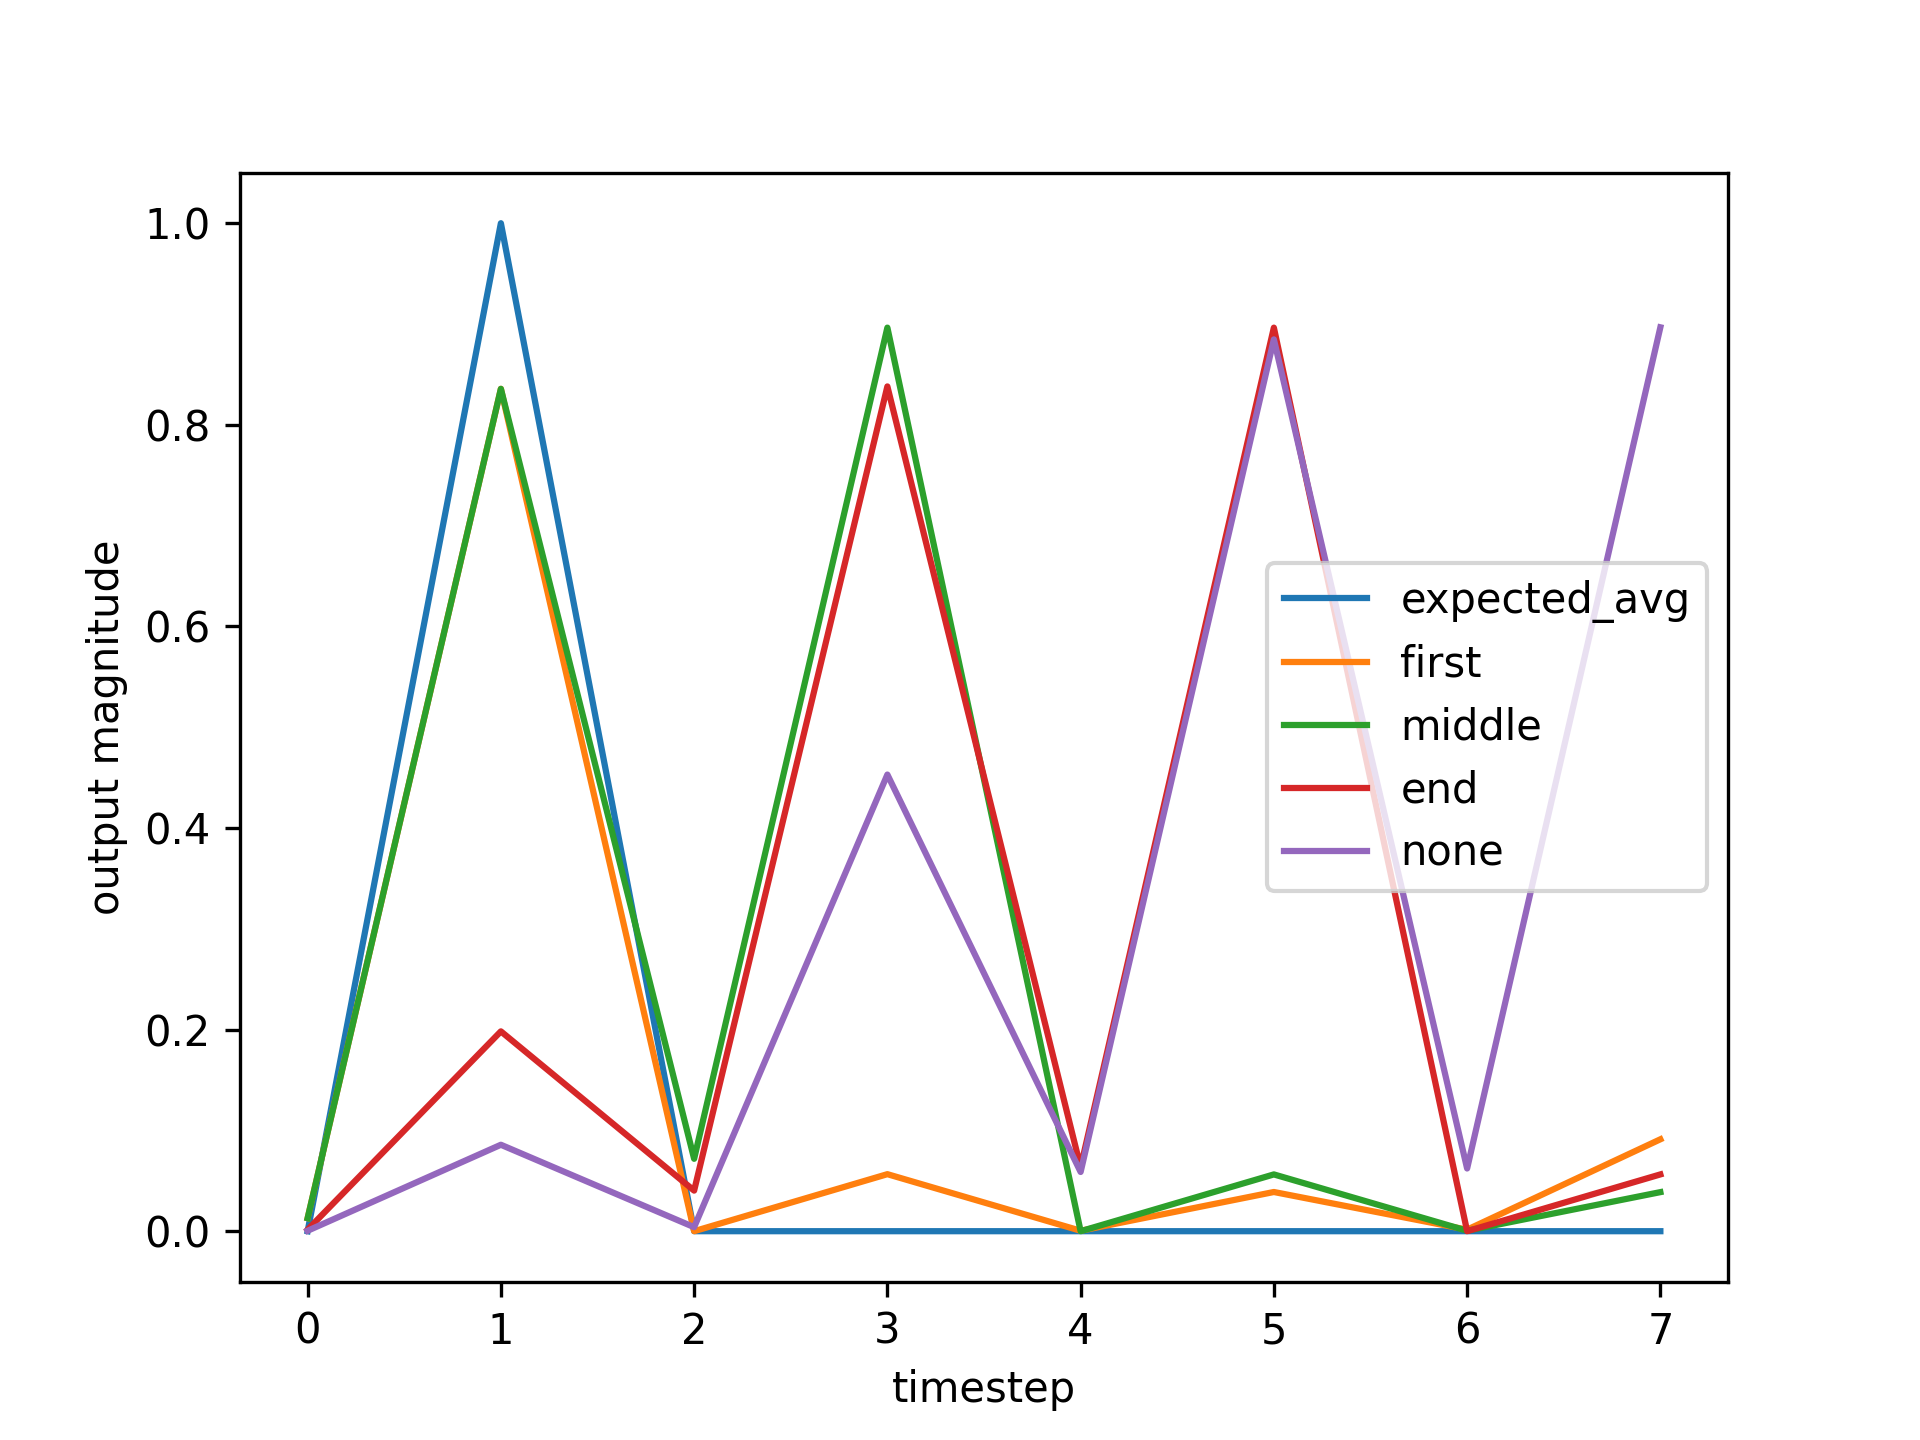 output magnitude
1.0
0.8
0.6
0.4
0.2
0.0
expected_avg
first
middle
end
none
0 1 2 3 4 5 6 7
timestep